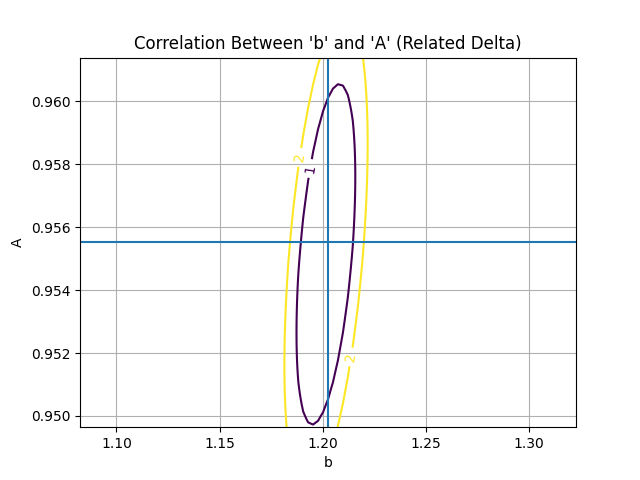 Correlation Between 'b' and 'A' (Related Delta)
0.960
0.958
0.956
0.954
0.952
0.950
A
2
1
2
1.10 1.15 1.20 1.25 1.30
b